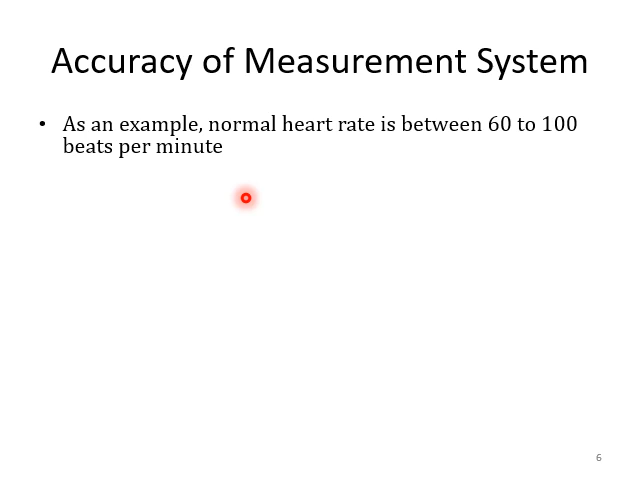 Accuracy of Measurement System
• As an example, normal heart rate is between 60 to 100
beats per minute
6